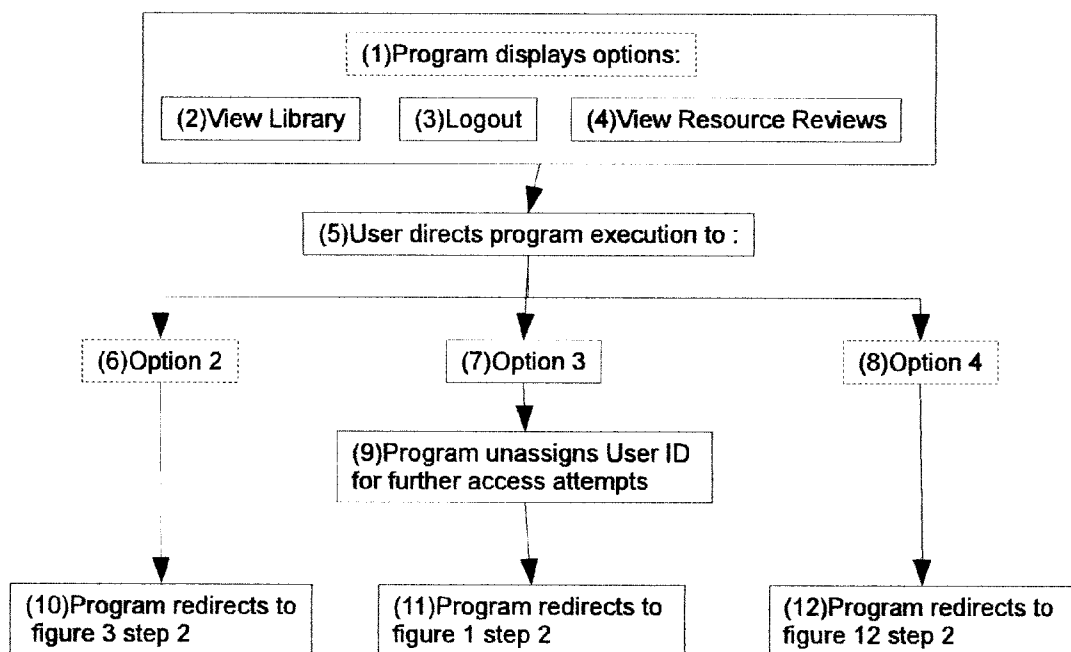 (1)Program displays options:
(2)View Library
(3)Logout
(4)View Resource Reviews
(5)User directs program execution to :
(6)Option 2
(7)Option 3
(8)Option 4
(9)Program unassigns User ID
for further access attempts
(10)Program redirects to
figure 3 step 2
(11)Program redirects to
figure 1 step 2
(12)Program redirects to
figure 12 step 2